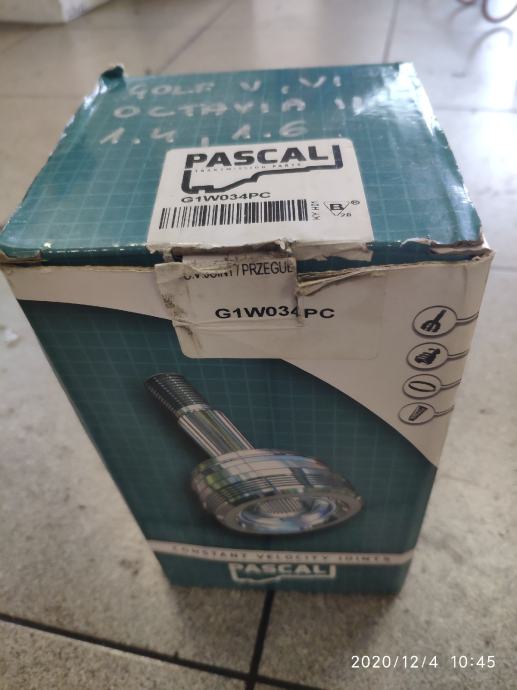 GOLF V, VI
OCTAVIA II
1.4, 1.6
PASCAL
TRANSMISSION PARTS
G1W034PC
B
28
C.V. JOINT / PRZEGUB
G1W034PC
CONSTANT VELOCITY JOINTS
PASCAL
2020/12/4 10:45